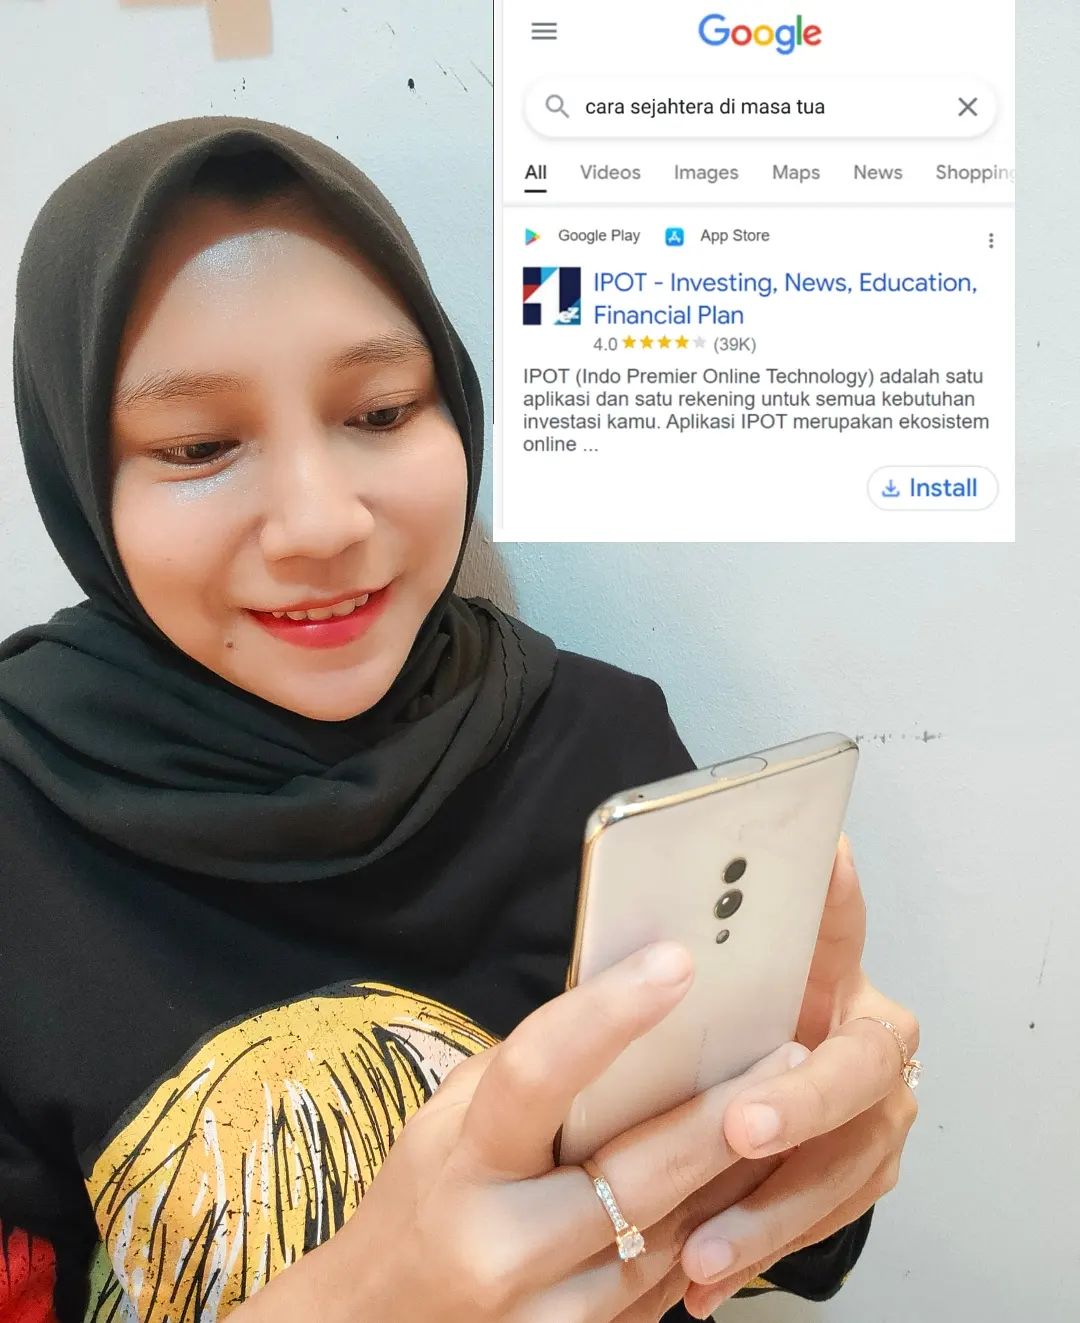 Google
cara sejahtera di masa tua
All Videos Images Maps News Shopping
Google Play App Store
IPOT - Investing, News, Education,
Financial Plan
4.0 (39K)
IPOT (Indo Premier Online Technology) adalah satu
aplikasi dan satu rekening untuk semua kebutuhan
investasi kamu. Aplikasi IPOT merupakan ekosistem
online ...
Install